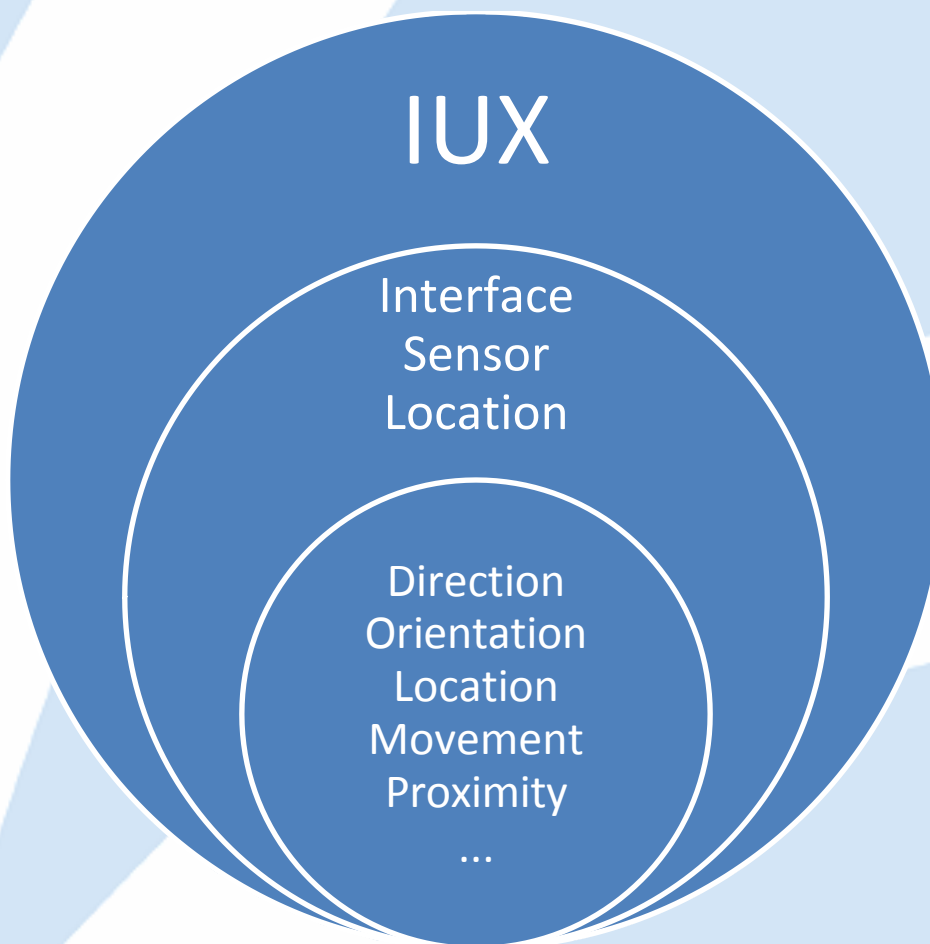 IUX
Interface
Sensor
Location
Direction
Orientation
Location
Movement
Proximity
...